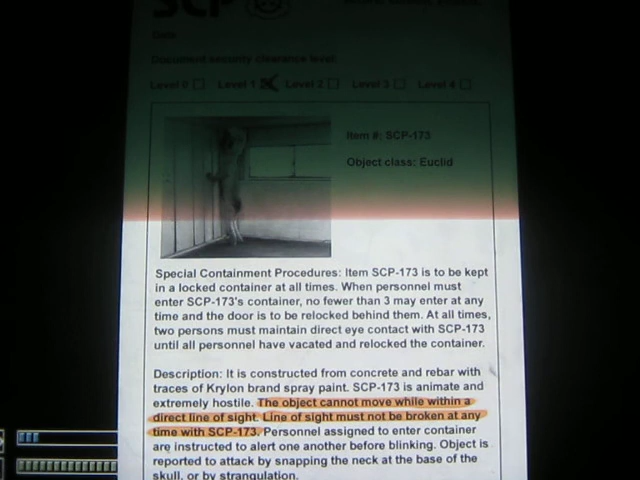 SCP
Date
Document security clearance level:
Level 0 Level 1 Level 2 Level 3 Level 4
Item #: SCP-173
Object class: Euclid
Special Containment Procedures: Item SCP-173 is to be kept
in a locked container at all times. When personnel must
enter SCP-173's container, no fewer than 3 may enter at any
time and the door is to be relocked behind them. At all times,
two persons must maintain direct eye contact with SCP-173
until all personnel have vacated and relocked the container.
Description: It is constructed from concrete and rebar with
traces of Krylon brand spray paint. SCP-173 is animate and
extremely hostile. The object cannot move while within a
direct line of sight. Line of sight must not be broken at any
time with SCP-173. Personnel assigned to enter container
are instructed to alert one another before blinking. Object is
reported to attack by snapping the neck at the base of the
skull, or by strangulation.